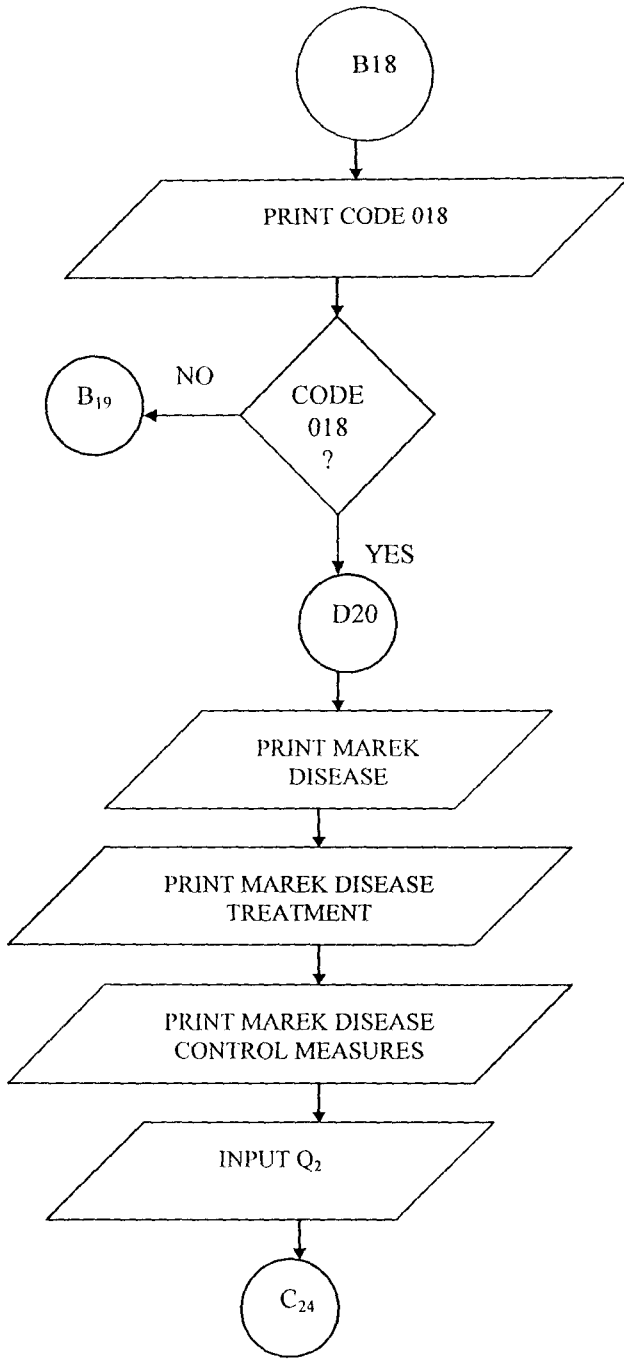 B18
PRINT CODE 018
NO
B₁₉
CODE
018
?
YES
D20
PRINT MAREK
DISEASE
PRINT MAREK DISEASE
TREATMENT
PRINT MAREK DISEASE
CONTROL MEASURES
INPUT Q₂
C₂₄